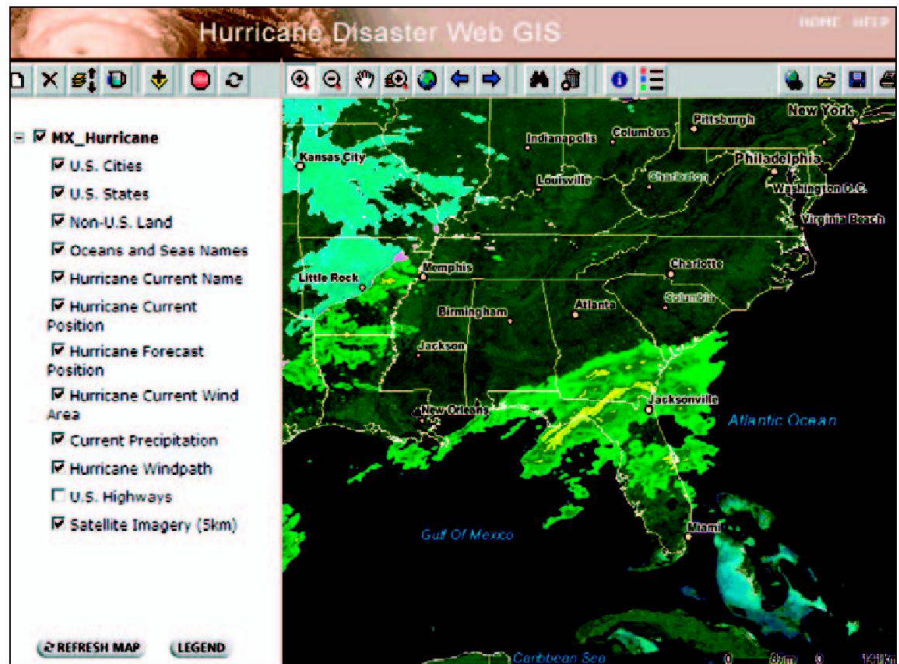 Hurricane Disaster Web GIS
HOME HELP
MX_Hurricane
U.S. Cities
U.S. States
Non-U.S. Land
Oceans and Seas Names
Hurricane Current Name
Hurricane Current
Position
Hurricane Forecast
Position
Hurricane Current Wind
Area
Current Precipitation
Hurricane Windpath
U.S. Highways
Satellite Imagery (5km)
REFRESH MAP
LEGEND
New York
Pittsburgh
Columbus
Indianapolis
Kansas City
Philadelphia
Louisville
Charleston
Washington D.C.
Virginia Beach
Memphis
Charlotte
Little Rock
Columbia
Atlanta
Birmingham
Jackson
Jacksonville
New Orleans
Atlantic Ocean
Miami
Gulf Of Mexico
Caribbean Sea